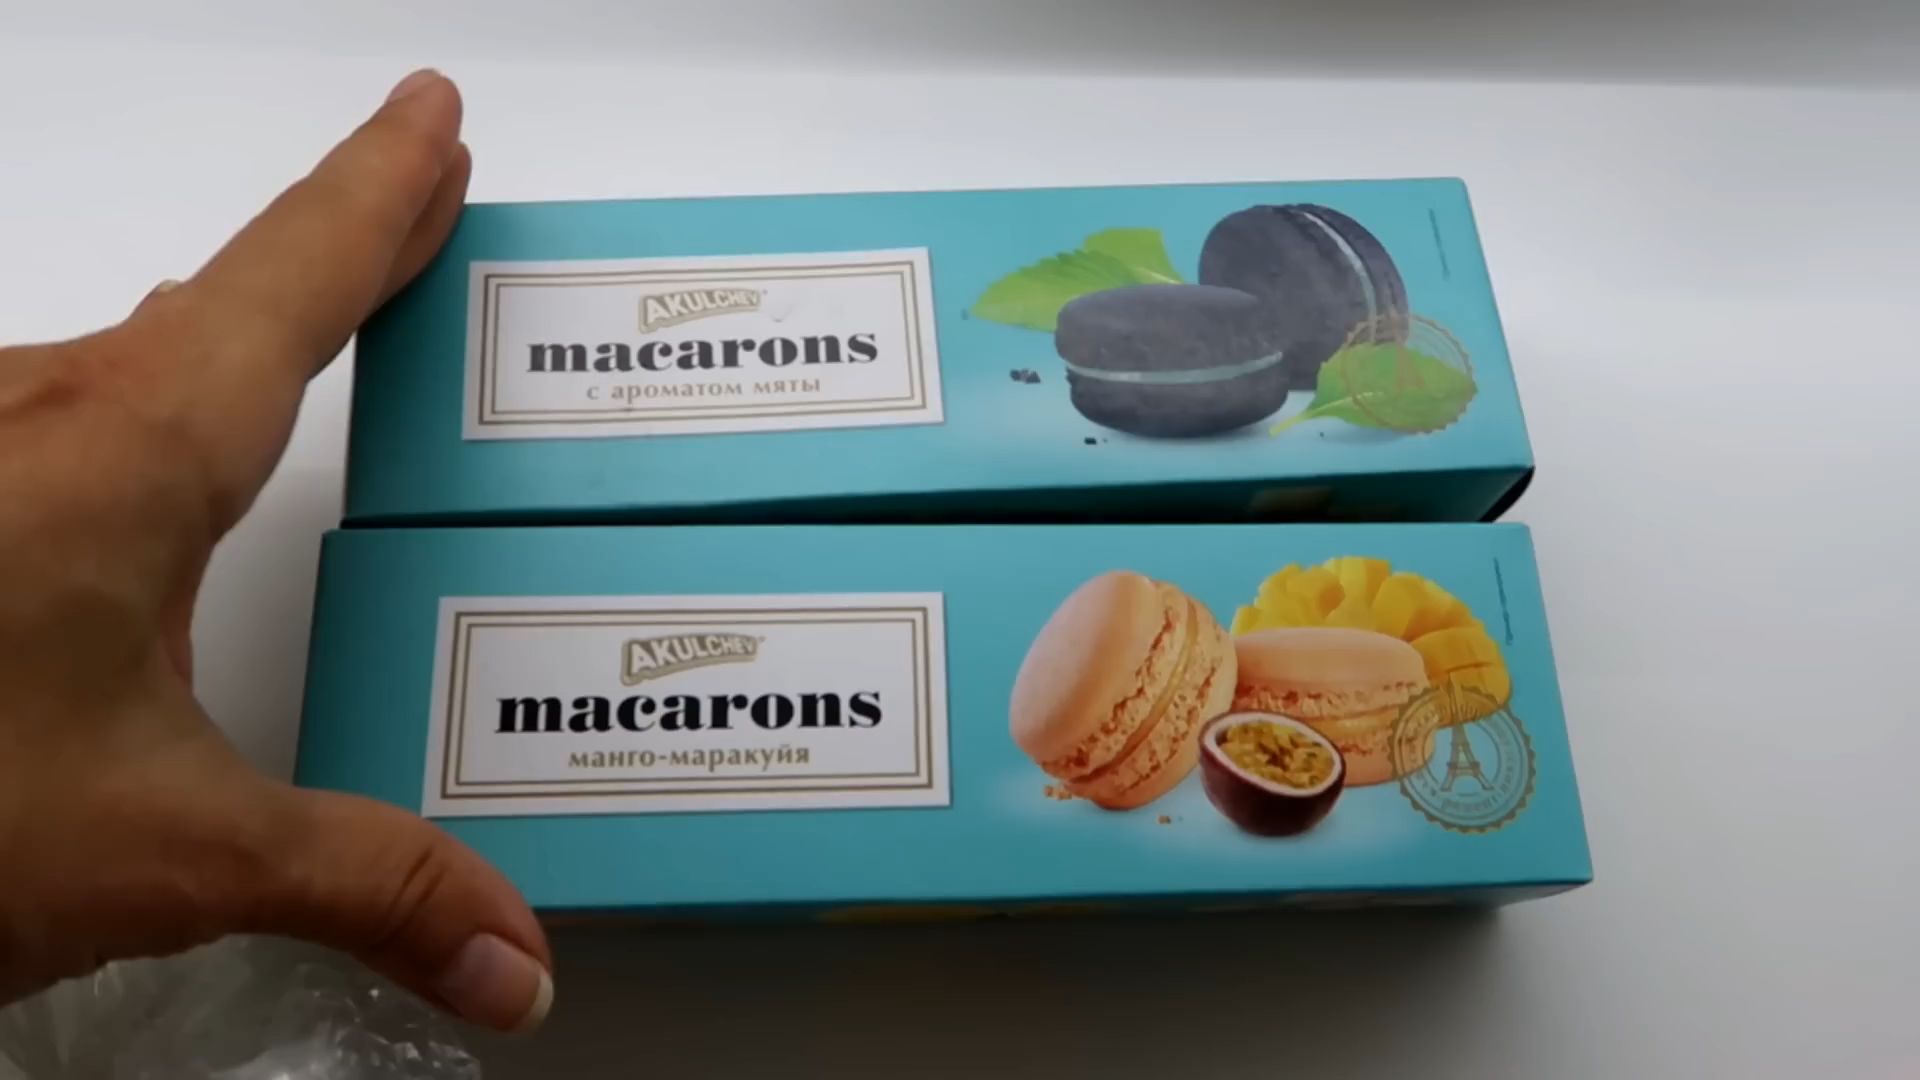 AKULCHEV
macarons
с ароматом мяты
AKULCHEV
macarons
манго-маракуйя